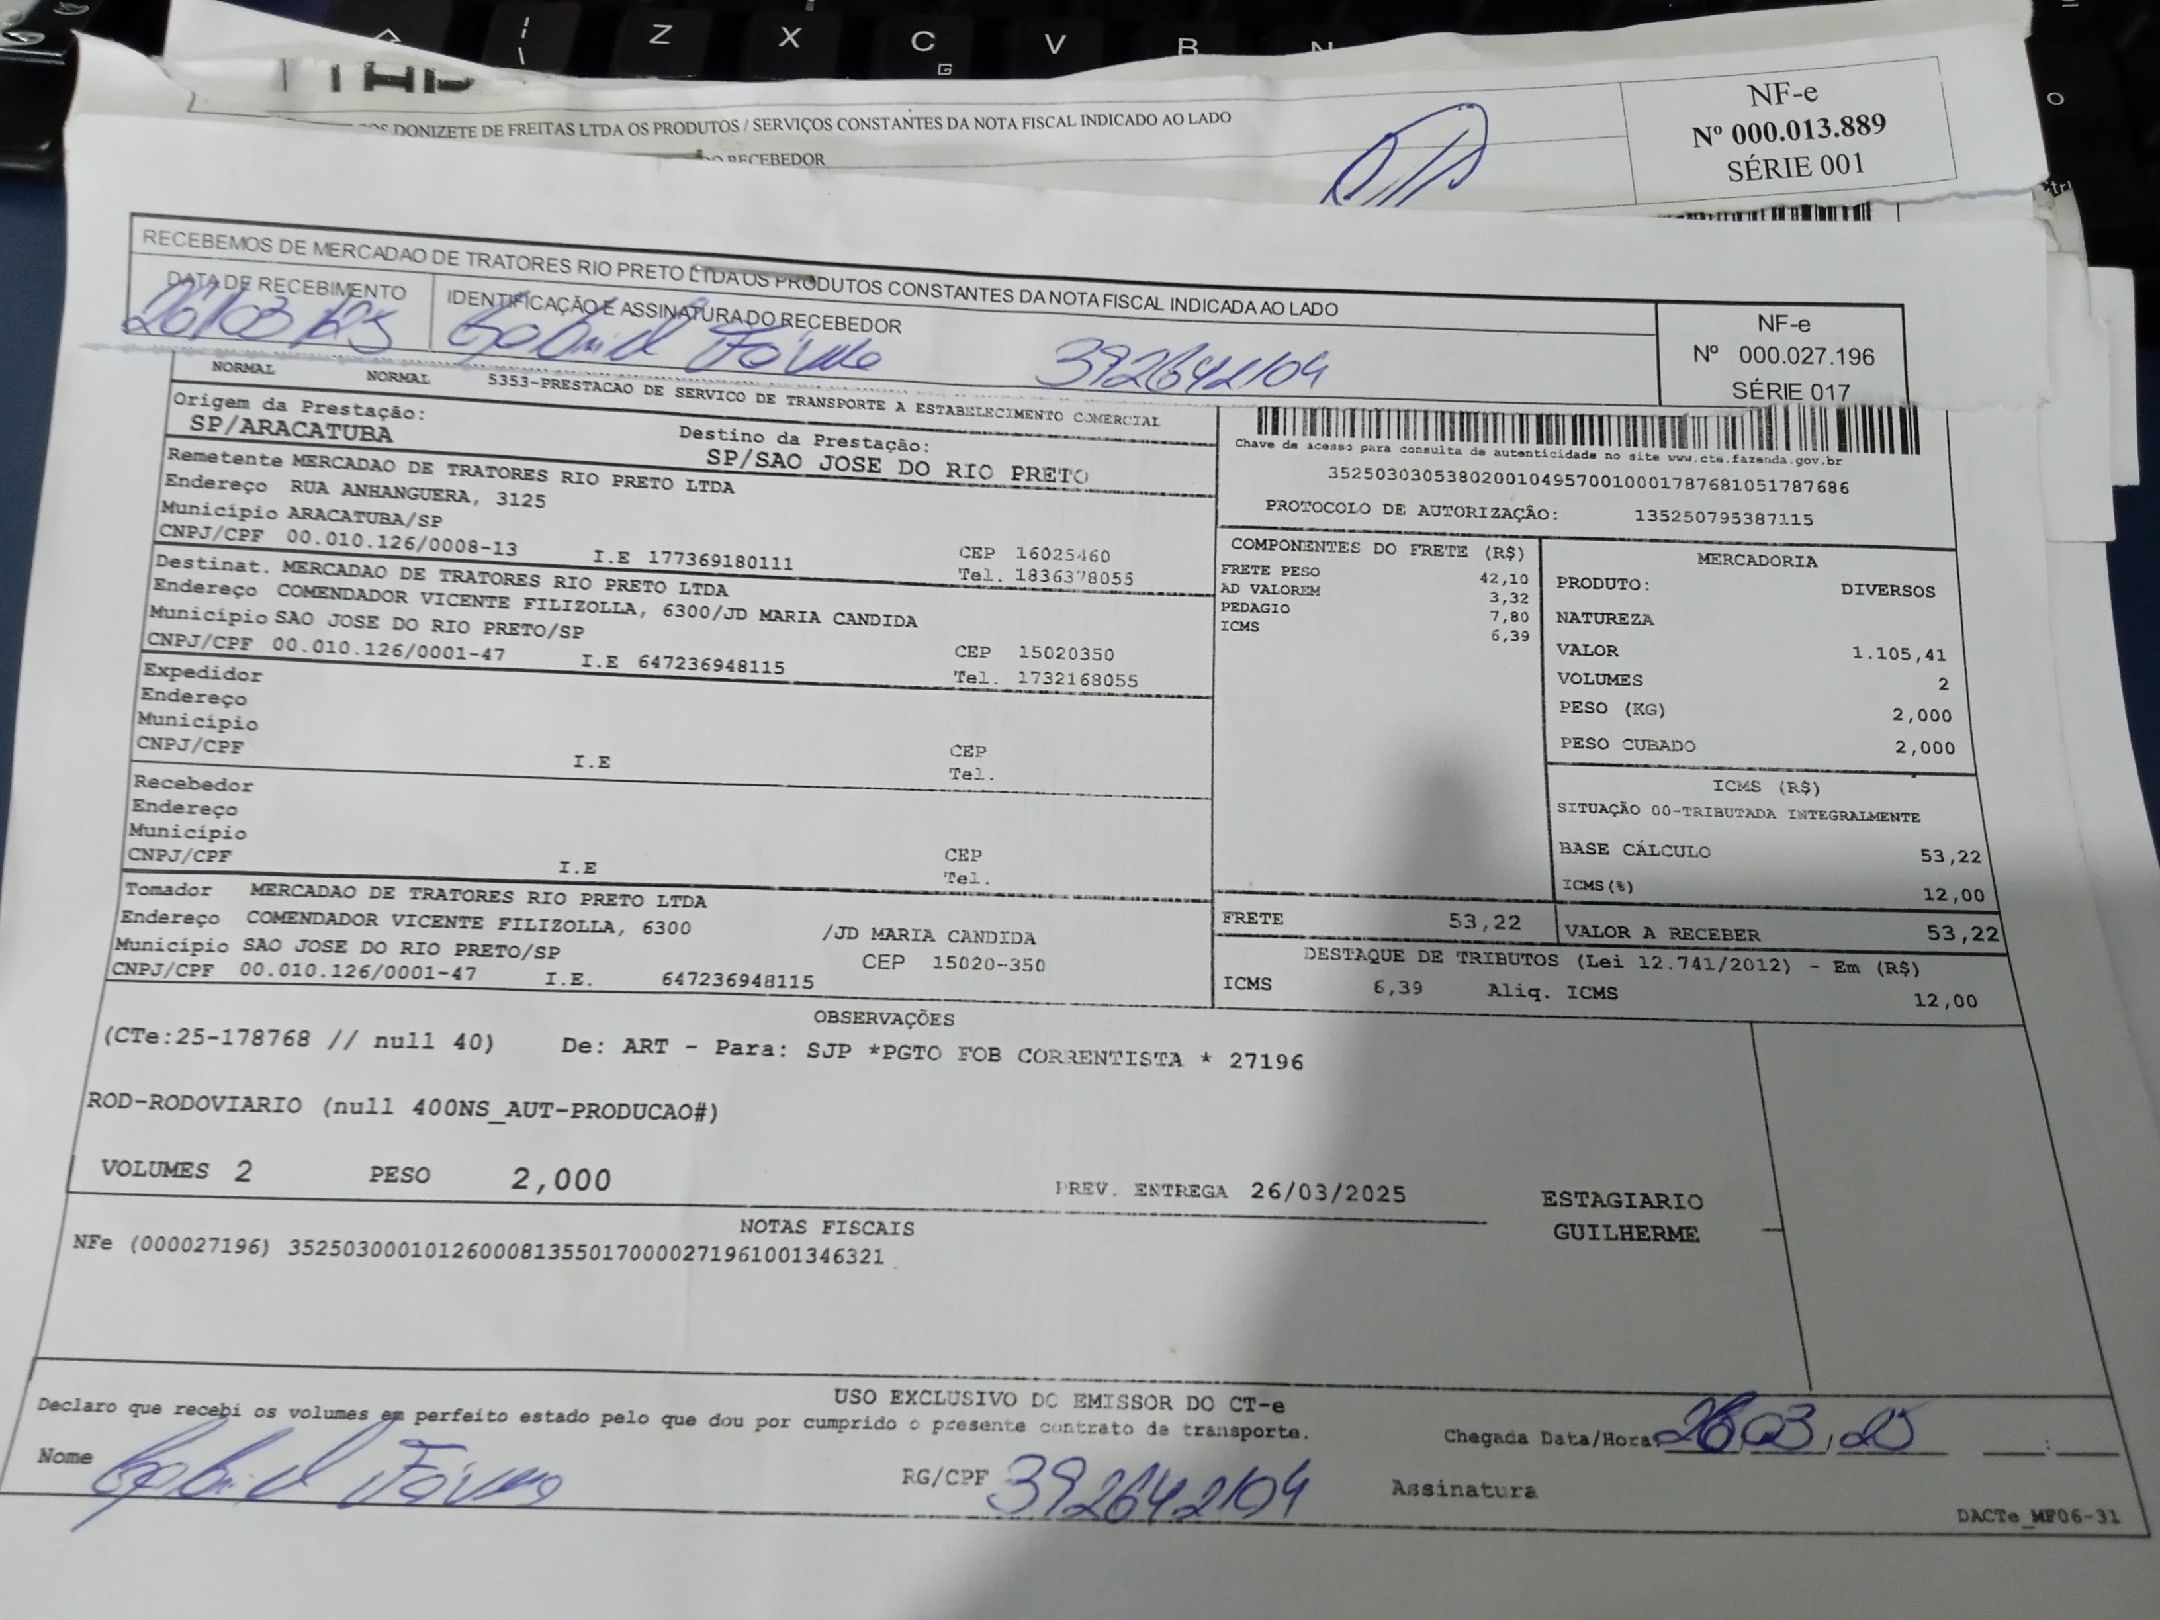 Z X C V B
G
DONIZETE DE FREITAS LTDA OS PRODUTOS / SERVIÇOS CONSTANTES DA NOTA FISCAL INDICADO AO LADO
RECEBEDOR
NF-e
Nº 000.013.889
SÉRIE 001
RECEBEMOS DE MERCADAO DE TRATORES RIO PRETO LTDA OS PRODUTOS CONSTANTES DA NOTA FISCAL INDICADA AO LADO
DATA DE RECEBIMENTO
26/03/25
IDENTIFICAÇÃO E ASSINATURA DO RECEBEDOR
Gabriel 392642104
NF-e
Nº 000.027.196
SÉRIE 017
NORMAL NORMAL 5353-PRESTACAO DE SERVICO DE TRANSPORTE A ESTABELECIMENTO COMERCIAL
Origem da Prestação:
SP/ARACATUBA
Destino da Prestação:
SP/SAO JOSE DO RIO PRETO
Remetente MERCADAO DE TRATORES RIO PRETO LTDA
Endereço RUA ANHANGUERA, 3125
Município ARACATUBA/SP
CEP 16025460
CNPJ/CPF 00.010.126/0008-13 I.E 177369180111 Tel. 1836378055
Destinat. MERCADAO DE TRATORES RIO PRETO LTDA
Endereço COMENDADOR VICENTE FILIZOLLA, 6300/JD MARIA CANDIDA
Município SAO JOSE DO RIO PRETO/SP
CEP 15020350
CNPJ/CPF 00.010.126/0001-47 I.E 647236948115 Tel. 1732168055
Expedidor
Endereço
Município
CEP
CNPJ/CPF I.E Tel.
Recebedor
Endereço
Município
CEP
CNPJ/CPF I.E Tel.
Tomador MERCADAO DE TRATORES RIO PRETO LTDA
Endereço COMENDADOR VICENTE FILIZOLLA, 6300 /JD MARIA CANDIDA
Município SAO JOSE DO RIO PRETO/SP CEP 15020-350
CNPJ/CPF 00.010.126/0001-47 I.E. 647236948115
Chave de acesso para consulta de autenticidade no site www.cte.fazenda.gov.br
35250303053802001049570010001787681051787686
PROTOCOLO DE AUTORIZAÇÃO: 135250795387115
COMPONENTES DO FRETE (R$)
FRETE PESO 42,10
AD VALOREM 3,32
PEDAGIO 7,80
ICMS 6,39
MERCADORIA
PRODUTO: DIVERSOS
NATUREZA
VALOR 1.105,41
VOLUMES 2
PESO (KG) 2,000
PESO CUBADO 2,000
ICMS (R$)
SITUAÇÃO 00-TRIBUTADA INTEGRALMENTE
BASE CÁLCULO 53,22
ICMS(%) 12,00
FRETE 53,22 VALOR A RECEBER 53,22
DESTAQUE DE TRIBUTOS (Lei 12.741/2012) - Em (R$)
ICMS 6,39 Aliq. ICMS 12,00
OBSERVAÇÕES
(CTe:25-178768 // null 40) De: ART - Para: SJP *PGTO FOB CORRENTISTA * 27196
ROD-RODOVIARIO (null 400NS_AUT-PRODUCAO#)
VOLUMES 2 PESO 2,000 PREV. ENTREGA 26/03/2025
ESTAGIARIO
GUILHERME
NOTAS FISCAIS
NFe (000027196) 35250300010126000813550170000271961001346321
USO EXCLUSIVO DO EMISSOR DO CT-e
Declaro que recebi os volumes em perfeito estado pelo que dou por cumprido o presente contrato de transporte.
Chegada Data/Hora 26 03 25
Nome Gabriel RG/CPF 392642104 Assinatura
DACTe_MF06-31